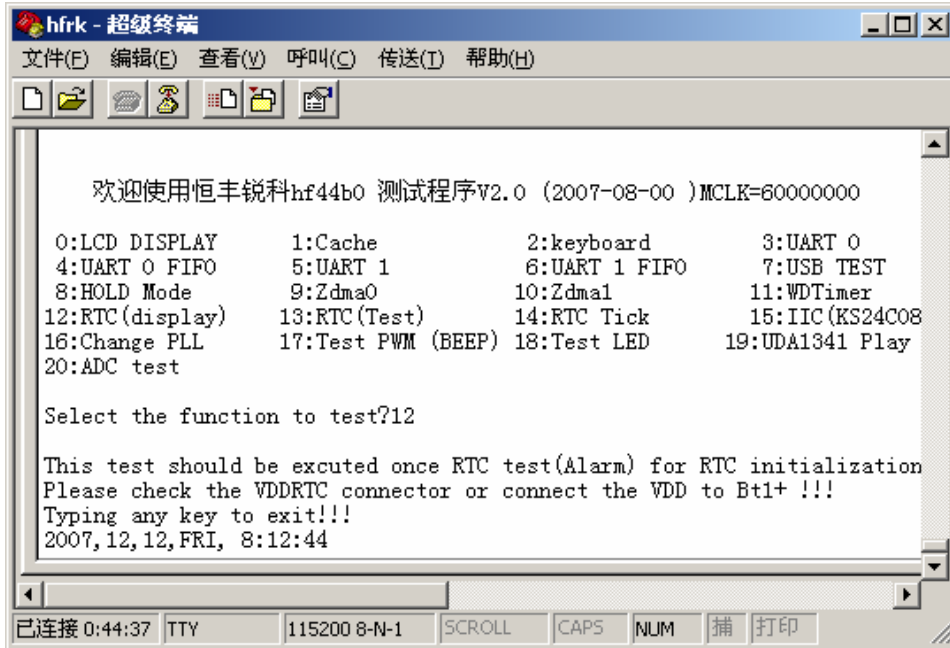 hfrk - 超级终端
文件(F) 编辑(E) 查看(V) 呼叫(C) 传送(T) 帮助(H)
欢迎使用恒丰锐科hf44b0 测试程序V2.0 (2007-08-00 )MCLK=60000000
0:LCD DISPLAY 1:Cache 2:keyboard 3:UART 0
4:UART 0 FIFO 5:UART 1 6:UART 1 FIFO 7:USB TEST
8:HOLD Mode 9:Zdma0 10:Zdma1 11:WDTimer
12:RTC(display) 13:RTC(Test) 14:RTC Tick 15:IIC(KS24C08
16:Change PLL 17:Test PWM (BEEP) 18:Test LED 19:UDA1341 Play
20:ADC test
Select the function to test?12
This test should be excuted once RTC test(Alarm) for RTC initialization
Please check the VDDRTC connector or connect the VDD to Bt1+ !!!
Typing any key to exit!!!
2007,12,12,FRI, 8:12:44
已连接 0:44:37 TTY 115200 8-N-1 SCROLL CAPS NUM 捕 打印